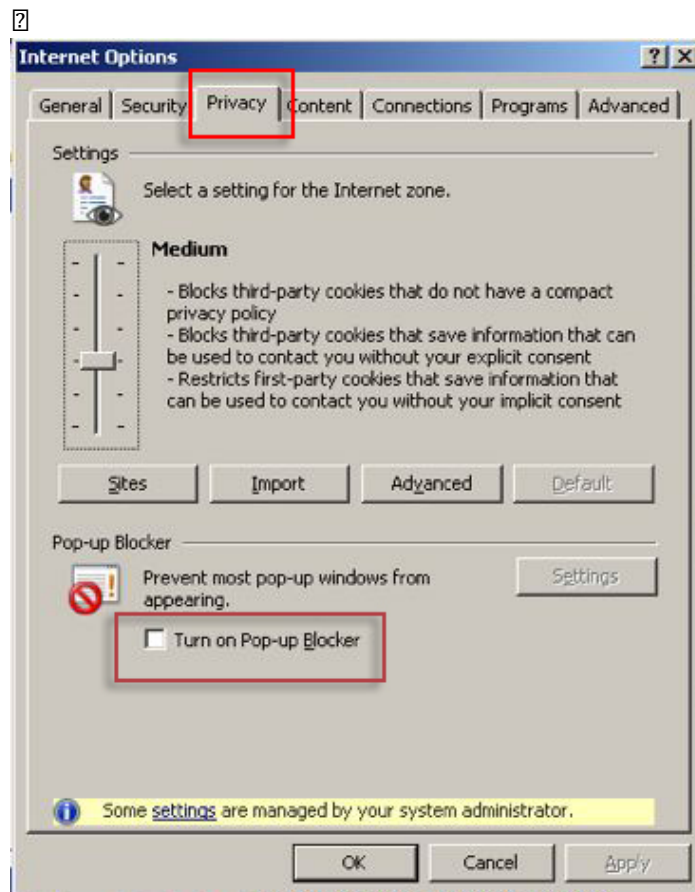 Internet Options
General Security Privacy Content Connections Programs Advanced
Settings
Select a setting for the Internet zone.
Medium
- Blocks third-party cookies that do not have a compact
privacy policy
- Blocks third-party cookies that save information that can
be used to contact you without your explicit consent
- Restricts first-party cookies that save information that
can be used to contact you without your implicit consent
Sites Import Advanced Default
Pop-up Blocker
Prevent most pop-up windows from
appearing.
Settings
Turn on Pop-up Blocker
Some settings are managed by your system administrator.
OK Cancel Apply